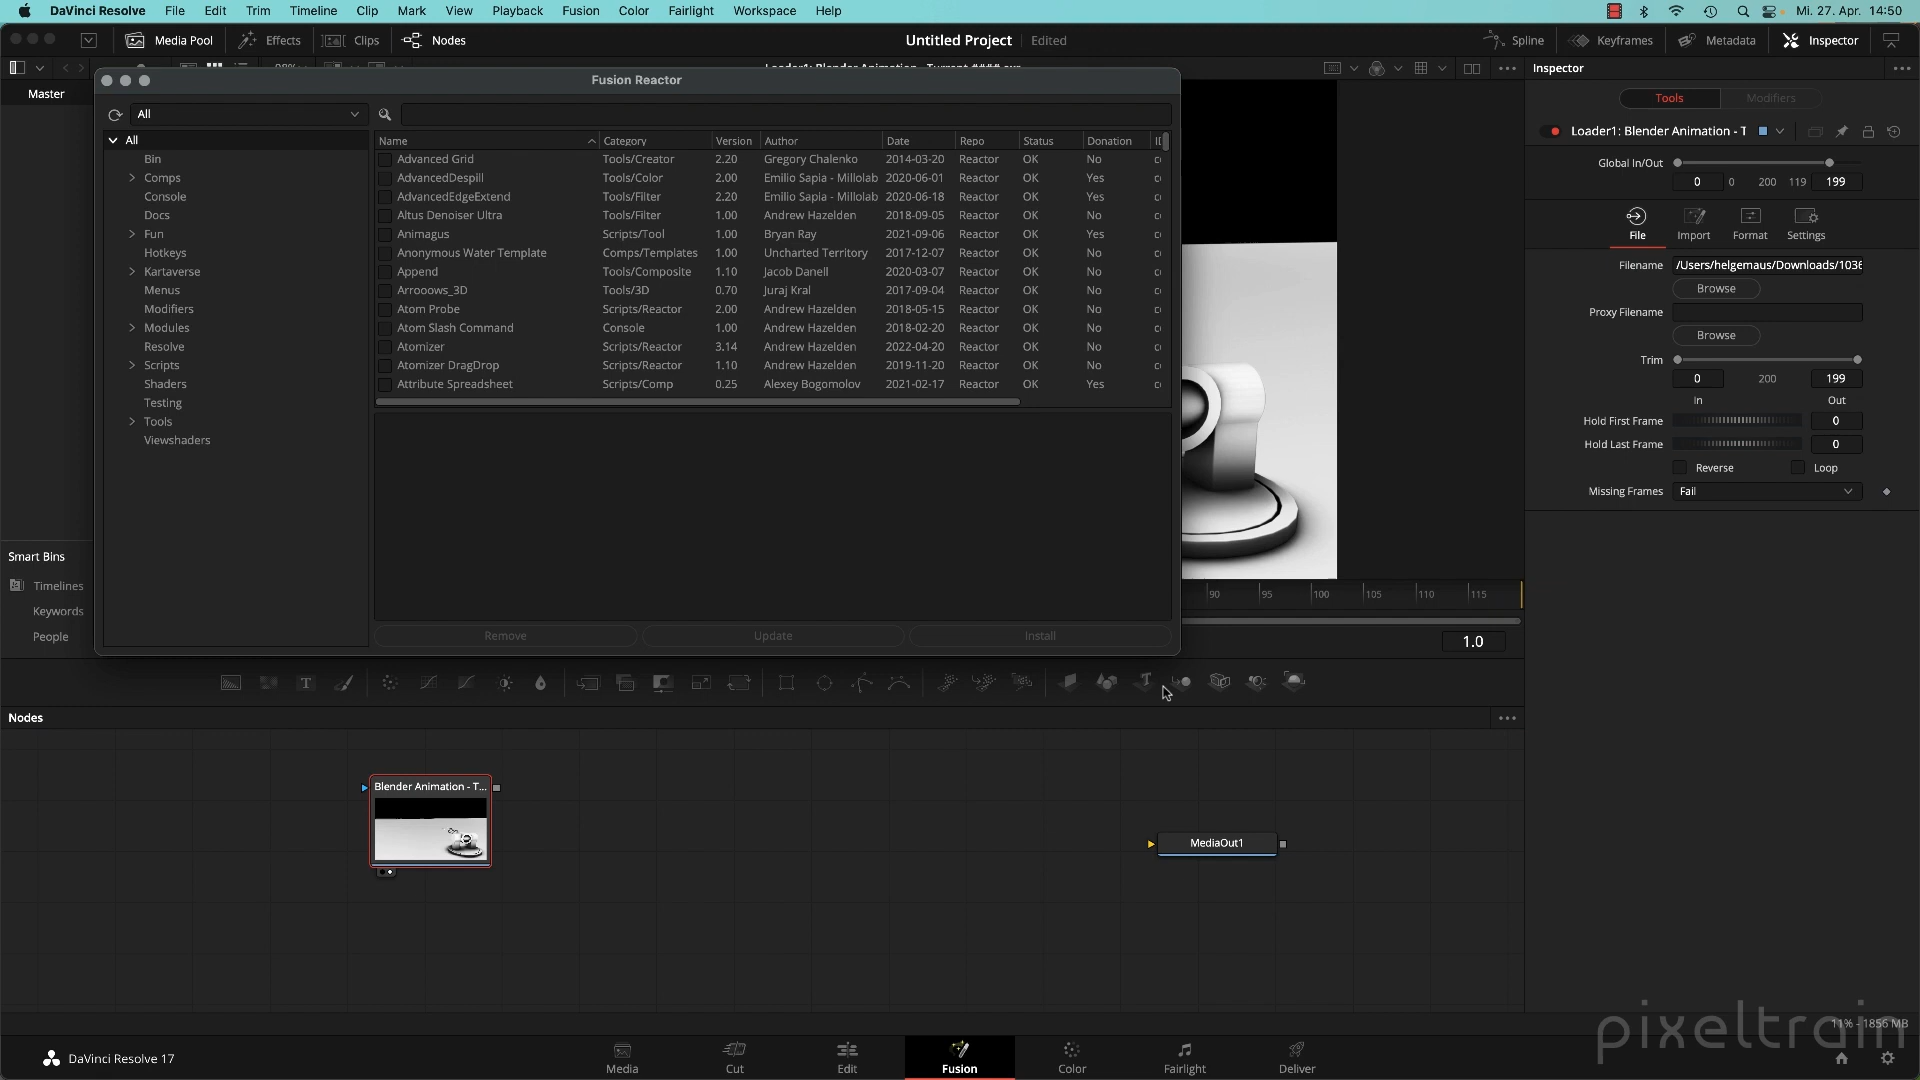 DaVinci Resolve File Edit Trim Timeline Clip Mark View Playback Fusion Color Fairlight Workspace Help Mi. 27. Apr. 14:50
Media Pool Effects Clips Nodes Untitled Project Edited Spline Keyframes Metadata Inspector
Inspector
Master
Fusion Reactor
All
All
Bin
Comps
Console
Docs
Fun
Hotkeys
Kartaverse
Menus
Modifiers
Modules
Resolve
Scripts
Shaders
Testing
Tools
Viewshaders
Name Category Version Author Date Repo Status Donation
Advanced Grid Tools/Creator 2.20 Gregory Chalenko 2014-03-20 Reactor OK No
AdvancedDespill Tools/Color 2.00 Emilio Sapia - Millolab 2020-06-01 Reactor OK Yes
AdvancedEdgeExtend Tools/Filter 2.20 Emilio Sapia - Millolab 2020-06-18 Reactor OK Yes
Altus Denoiser Ultra Tools/Filter 1.00 Andrew Hazelden 2018-09-05 Reactor OK No
Animagus Scripts/Tool 1.00 Bryan Ray 2021-09-06 Reactor OK Yes
Anonymous Water Template Comps/Templates 1.00 Uncharted Territory 2017-12-07 Reactor OK No
Append Tools/Composite 1.10 Jacob Danell 2020-03-07 Reactor OK No
Arrooows_3D Tools/3D 0.70 Juraj Kral 2017-09-04 Reactor OK No
Atom Probe Scripts/Reactor 2.00 Andrew Hazelden 2018-05-15 Reactor OK No
Atom Slash Command Console 1.00 Andrew Hazelden 2018-02-20 Reactor OK No
Atomizer Scripts/Reactor 3.14 Andrew Hazelden 2022-04-20 Reactor OK No
Atomizer DragDrop Scripts/Reactor 1.10 Andrew Hazelden 2019-11-20 Reactor OK No
Attribute Spreadsheet Scripts/Comp 0.25 Alexey Bogomolov 2021-02-17 Reactor OK Yes
Remove Update Install
Tools Modifiers
Loader1: Blender Animation - T
Global In/Out
0 0 200 119 199
File Import Format Settings
Filename /Users/helgemaus/Downloads/1036
Browse
Proxy Filename
Browse
Trim
0 200 199
In Out
Hold First Frame 0
Hold Last Frame 0
Reverse Loop
Missing Frames Fail
Smart Bins
Timelines
Keywords
People
90 95 100 105 110 115
1.0
Nodes
Blender Animation - T...
MediaOut1
pixeltrain
11% - 1856 MB
DaVinci Resolve 17
Media Cut Edit Fusion Color Fairlight Deliver